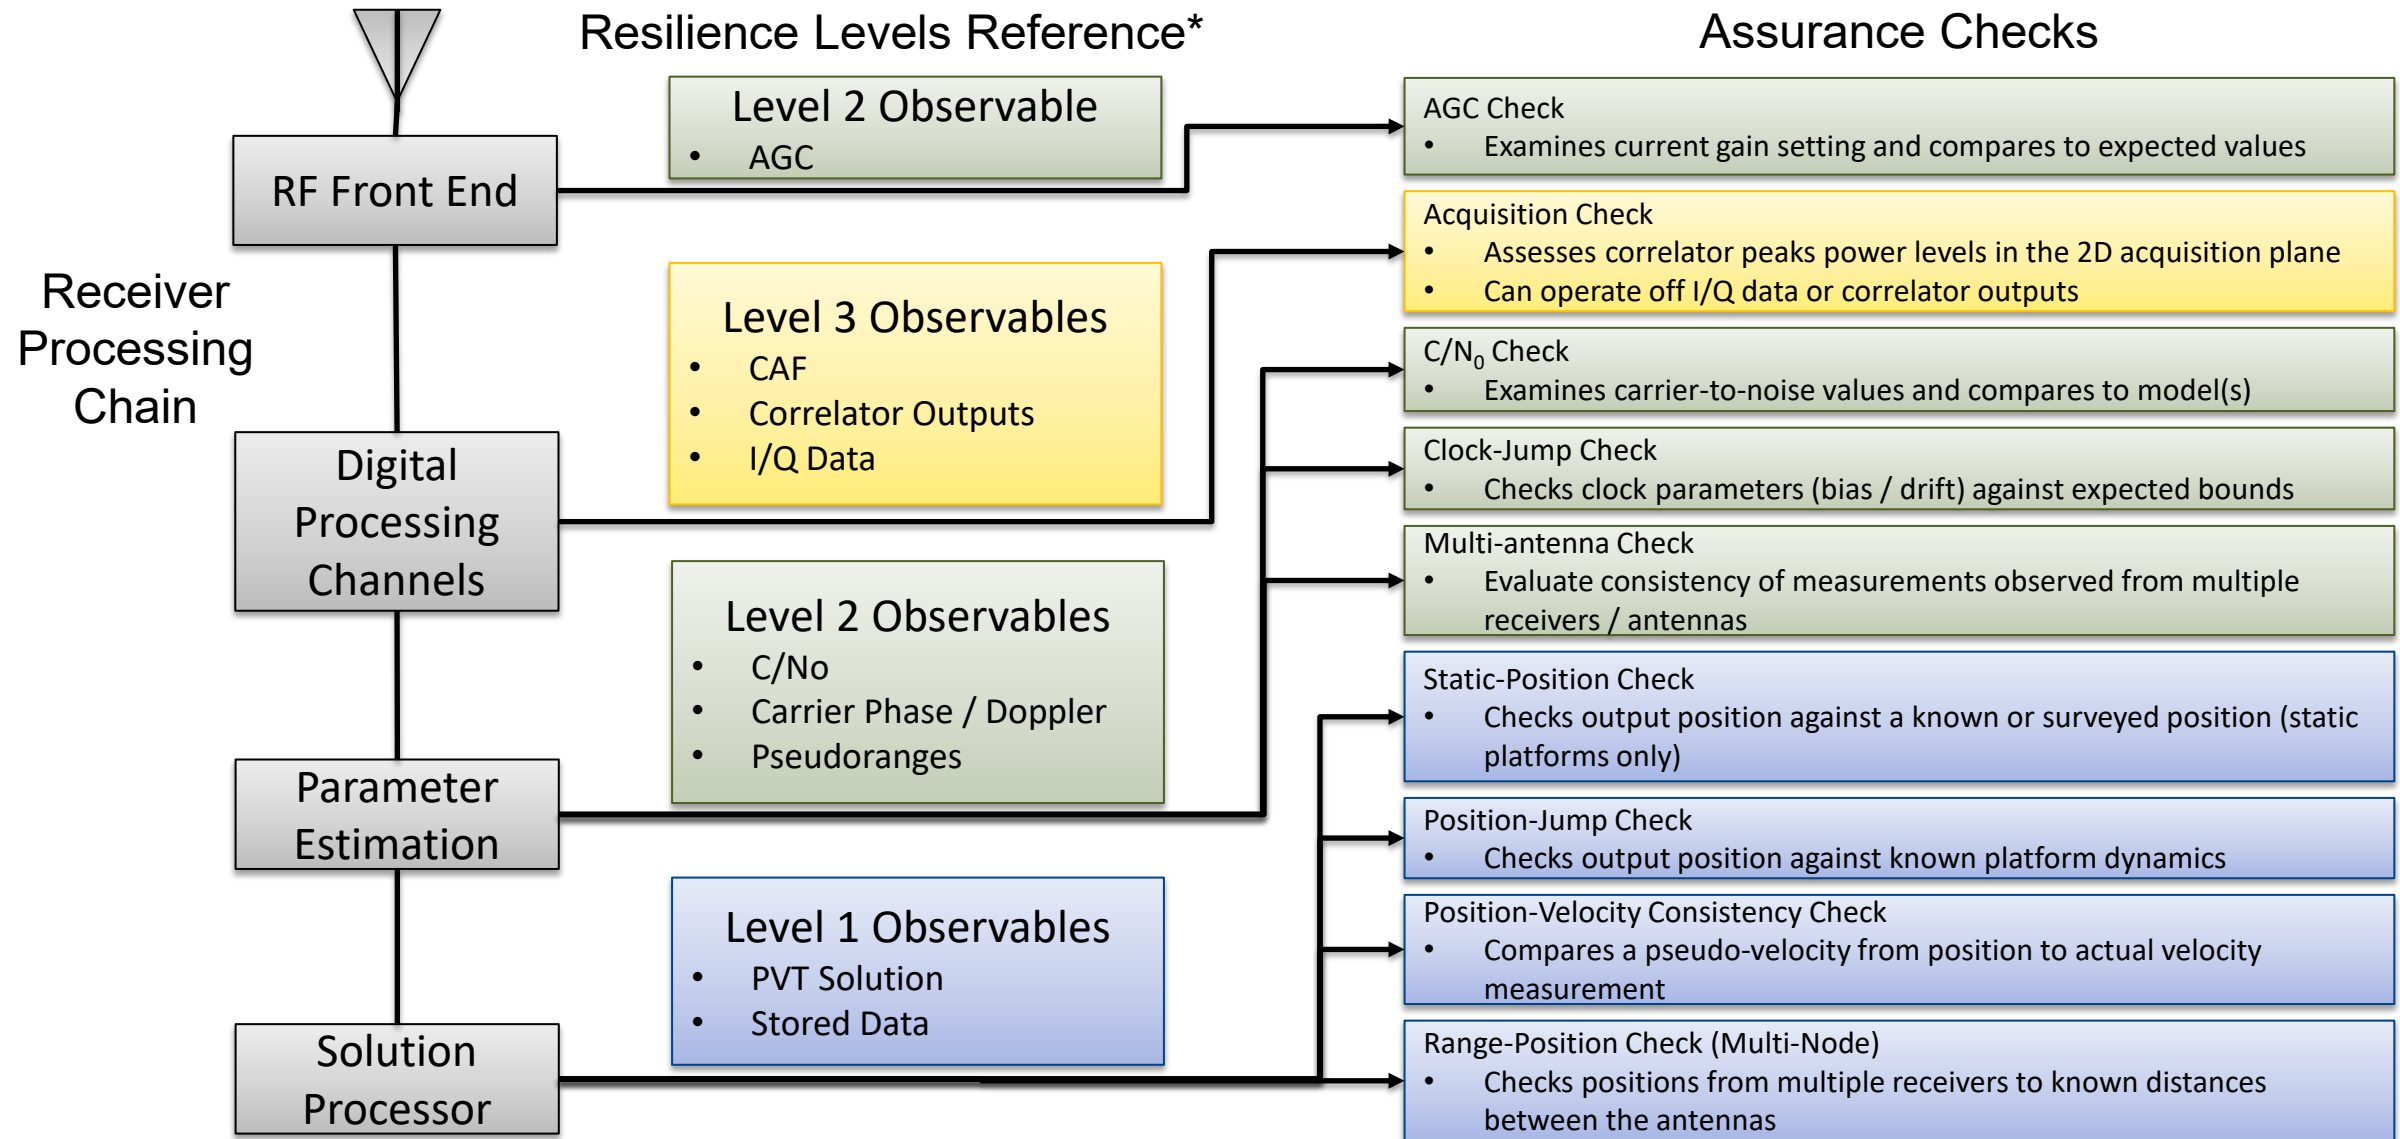 Resilience Levels Reference*
Assurance Checks
Receiver
Processing
Chain
RF Front End
Digital
Processing
Channels
Parameter
Estimation
Solution
Processor
Level 2 Observable
• AGC
Level 3 Observables
• CAF
• Correlator Outputs
• I/Q Data
Level 2 Observables
• C/No
• Carrier Phase / Doppler
• Pseudoranges
Level 1 Observables
• PVT Solution
• Stored Data
AGC Check
• Examines current gain setting and compares to expected values
Acquisition Check
• Assesses correlator peaks power levels in the 2D acquisition plane
• Can operate off I/Q data or correlator outputs
C/N₀ Check
• Examines carrier-to-noise values and compares to model(s)
Clock-Jump Check
• Checks clock parameters (bias / drift) against expected bounds
Multi-antenna Check
• Evaluate consistency of measurements observed from multiple
receivers / antennas
Static-Position Check
• Checks output position against a known or surveyed position (static
platforms only)
Position-Jump Check
• Checks output position against known platform dynamics
Position-Velocity Consistency Check
• Compares a pseudo-velocity from position to actual velocity
measurement
Range-Position Check (Multi-Node)
• Checks positions from multiple receivers to known distances
between the antennas